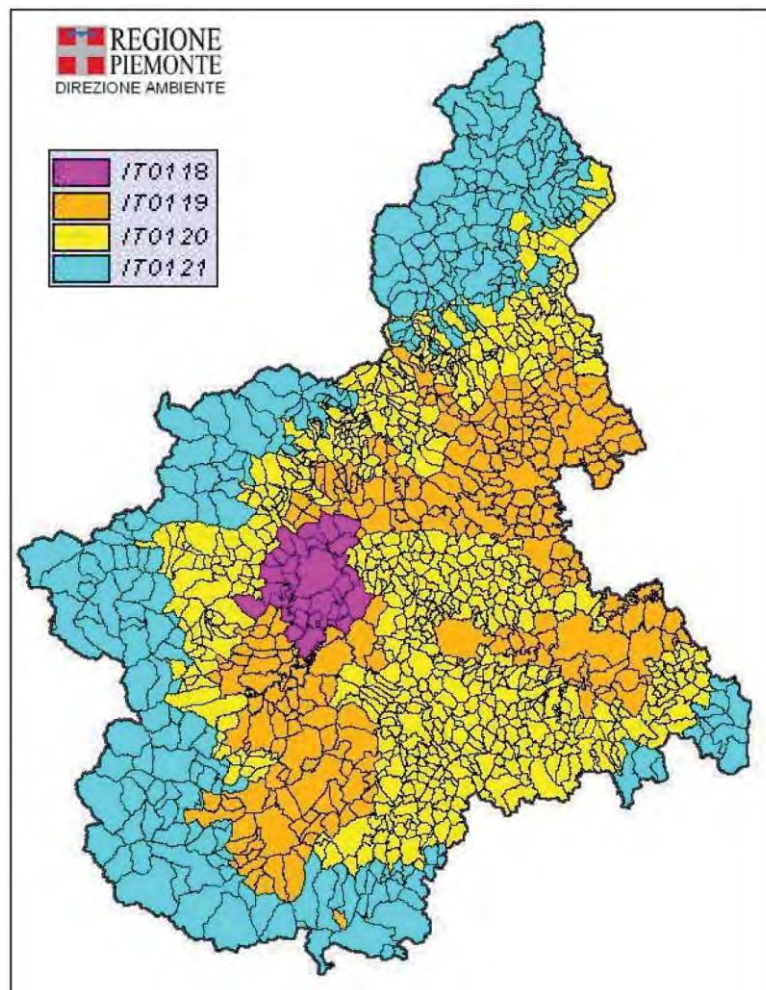 REGIONE
PIEMONTE
DIREZIONE AMBIENTE
IT0118
IT0119
IT0120
IT0121